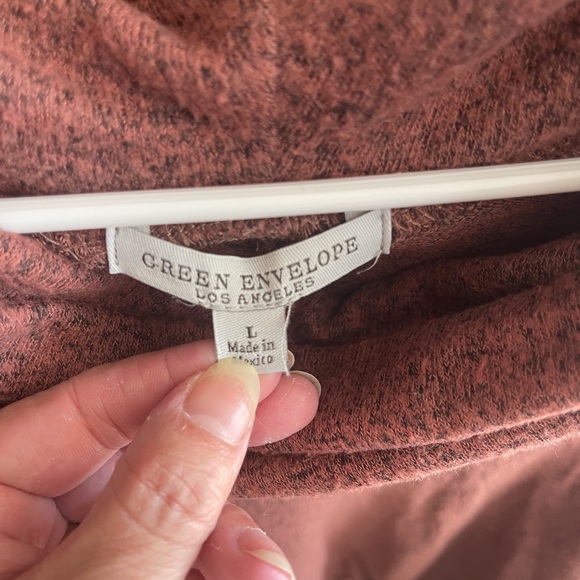 GREEN ENVELOPE
LOS ANGELES
L
Made in
Mexico